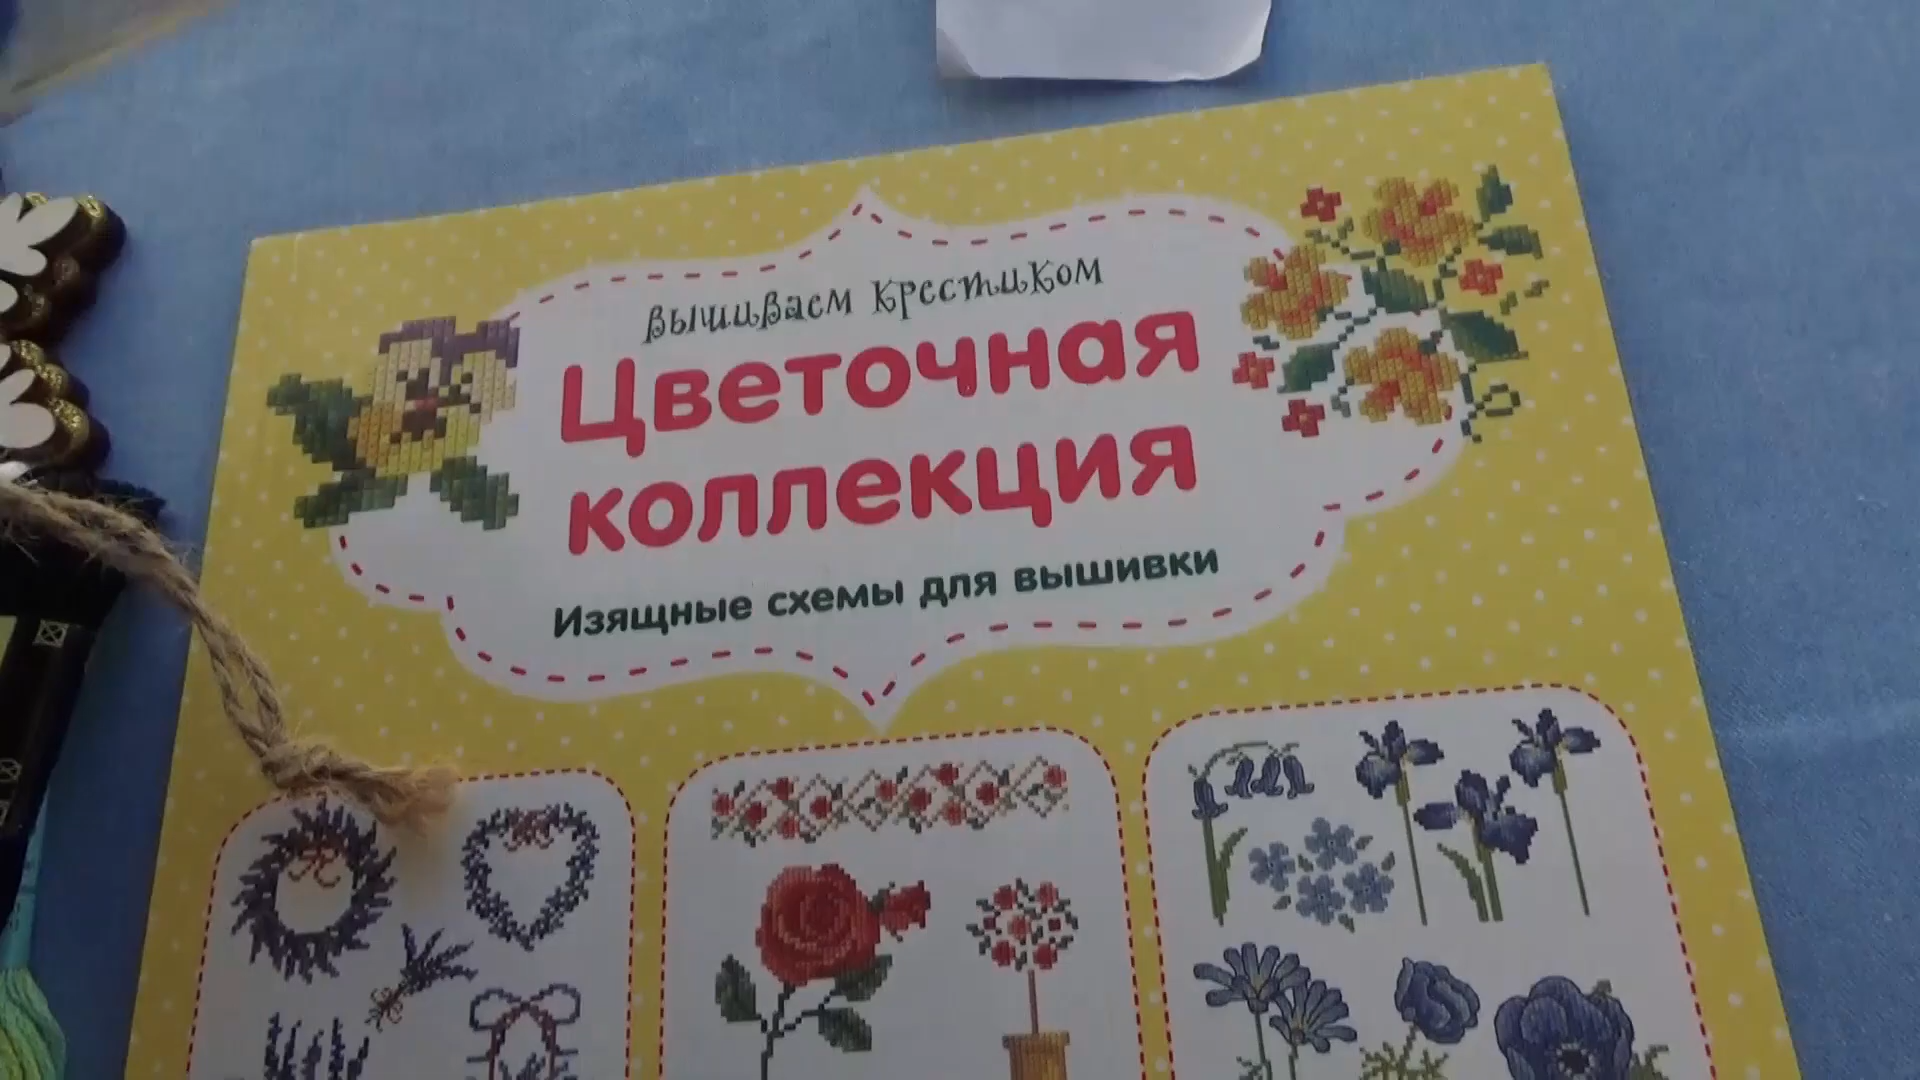 Вышиваем крестиком
Цветочная
коллекция
Изящные схемы для вышивки